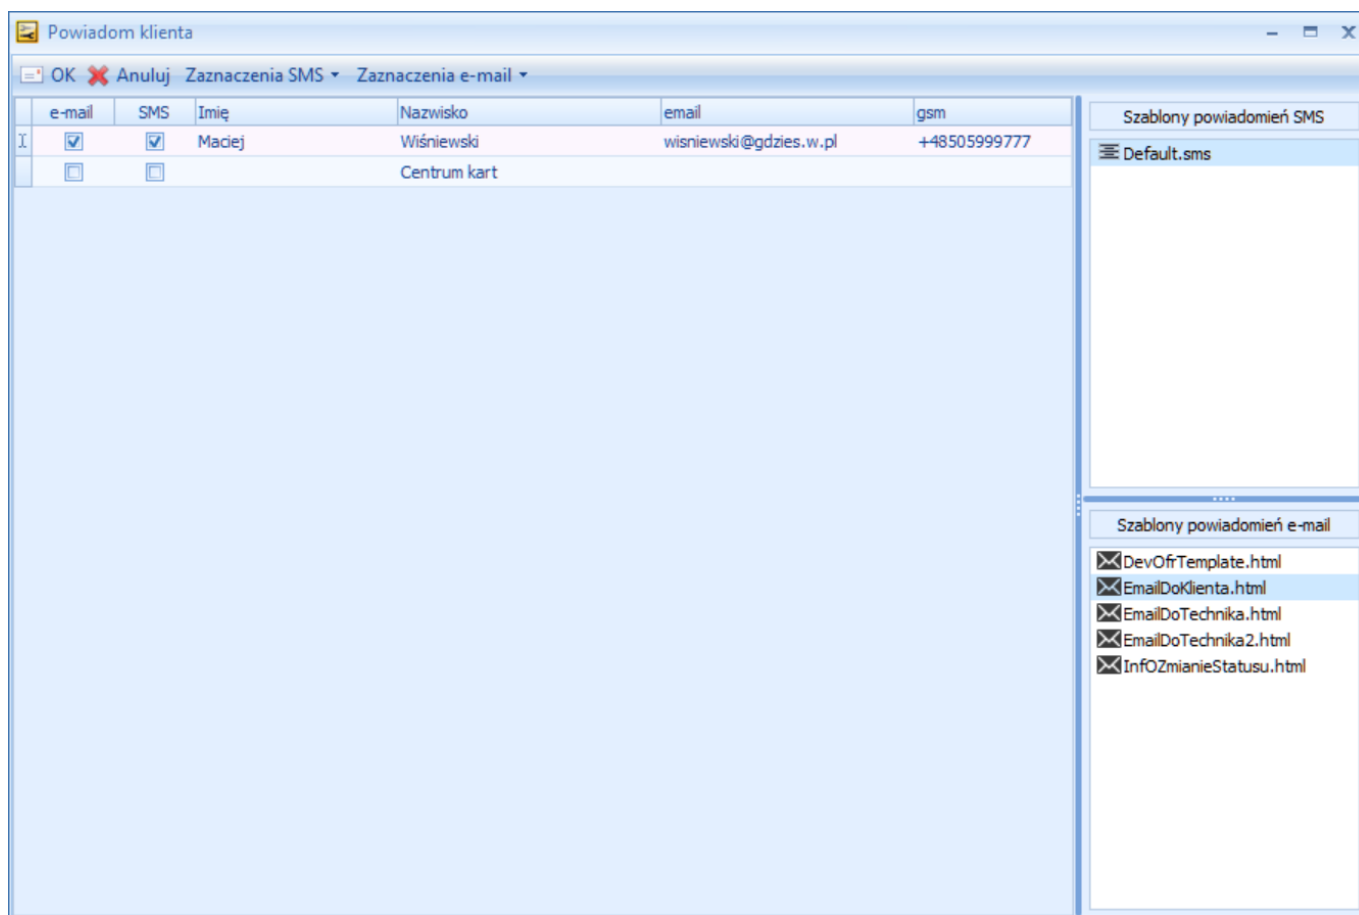 Powiadom klienta
OK Anuluj Zaznaczenia SMS Zaznaczenia e-mail
e-mail SMS Imię Nazwisko email gsm
Maciej Wiśniewski wisniewski@gdzies.w.pl +48505999777
Centrum kart
Szablony powiadomień SMS
Default.sms
Szablony powiadomień e-mail
DevOfrTemplate.html
EmailDoKlienta.html
EmailDoTechnika.html
EmailDoTechnika2.html
InfOZmianieStatusu.html